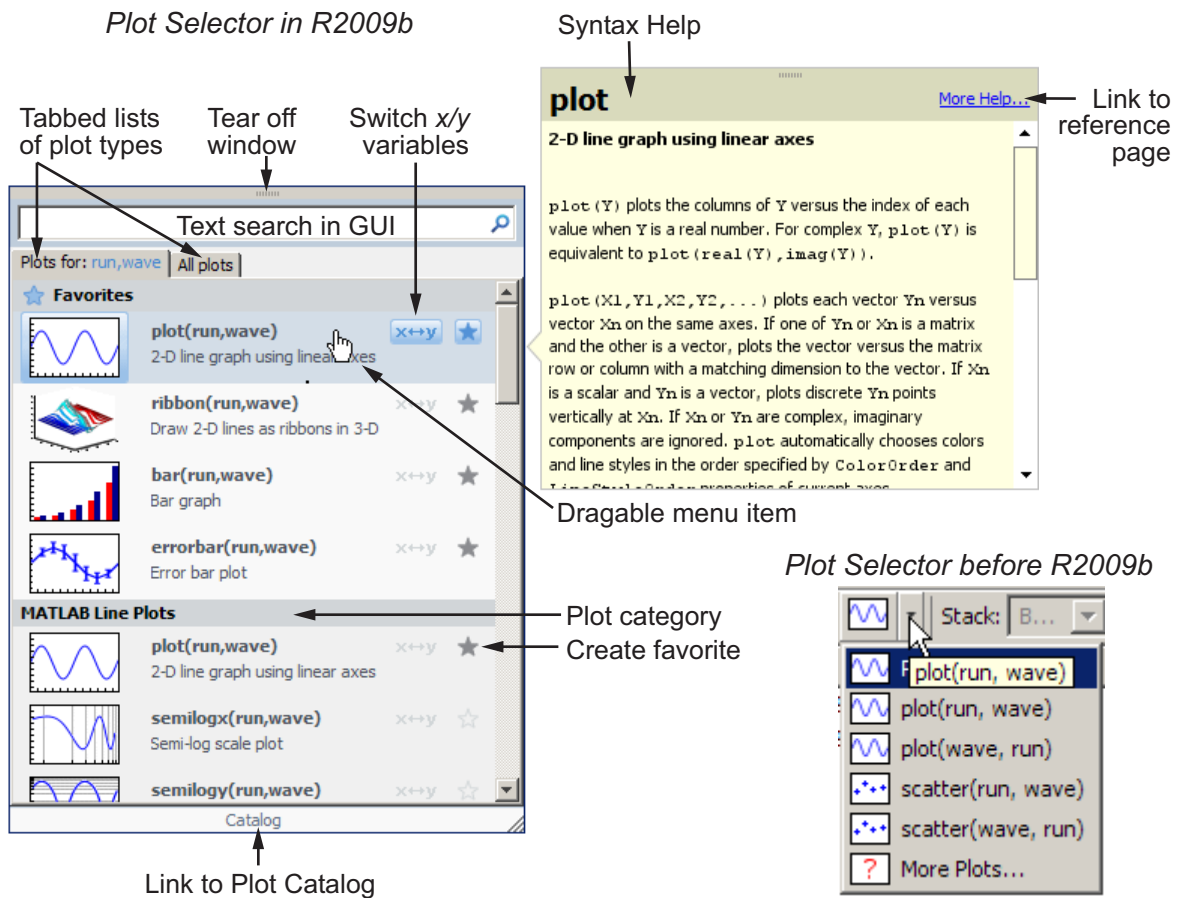 Plot Selector in R2009b
Syntax Help
Tabbed lists
of plot types
Tear off
window
Switch x/y
variables
Link to
reference
page
plot
More Help...
2-D line graph using linear axes
plot(Y) plots the columns of Y versus the index of each
value when Y is a real number. For complex Y, plot(Y) is
equivalent to plot(real(Y),imag(Y)).
plot(X1,Y1,X2,Y2,...) plots each vector Yn versus
vector Xn on the same axes. If one of Yn or Xn is a matrix
and the other is a vector, plots the vector versus the matrix
row or column with a matching dimension to the vector. If Xn
is a scalar and Yn is a vector, plots discrete Yn points
vertically at Xn. If Xn or Yn are complex, imaginary
components are ignored. plot automatically chooses colors
and line styles in the order specified by ColorOrder and
LineStyleOrder properties of current axes
Text search in GUI
Plots for: run,wave
All plots
Favorites
plot(run,wave)
x↔y
2-D line graph using linear axes
ribbon(run,wave)
x↔y
Draw 2-D lines as ribbons in 3-D
bar(run,wave)
x↔y
Bar graph
errorbar(run,wave)
x↔y
Error bar plot
MATLAB Line Plots
plot(run,wave)
x↔y
2-D line graph using linear axes
semilogx(run,wave)
x↔y
Semi-log scale plot
semilogy(run,wave)
x↔y
Catalog
Dragable menu item
Plot category
Create favorite
Link to Plot Catalog
Plot Selector before R2009b
Stack: B...
plot(run, wave)
plot(run, wave)
plot(wave, run)
scatter(run, wave)
scatter(wave, run)
? More Plots...